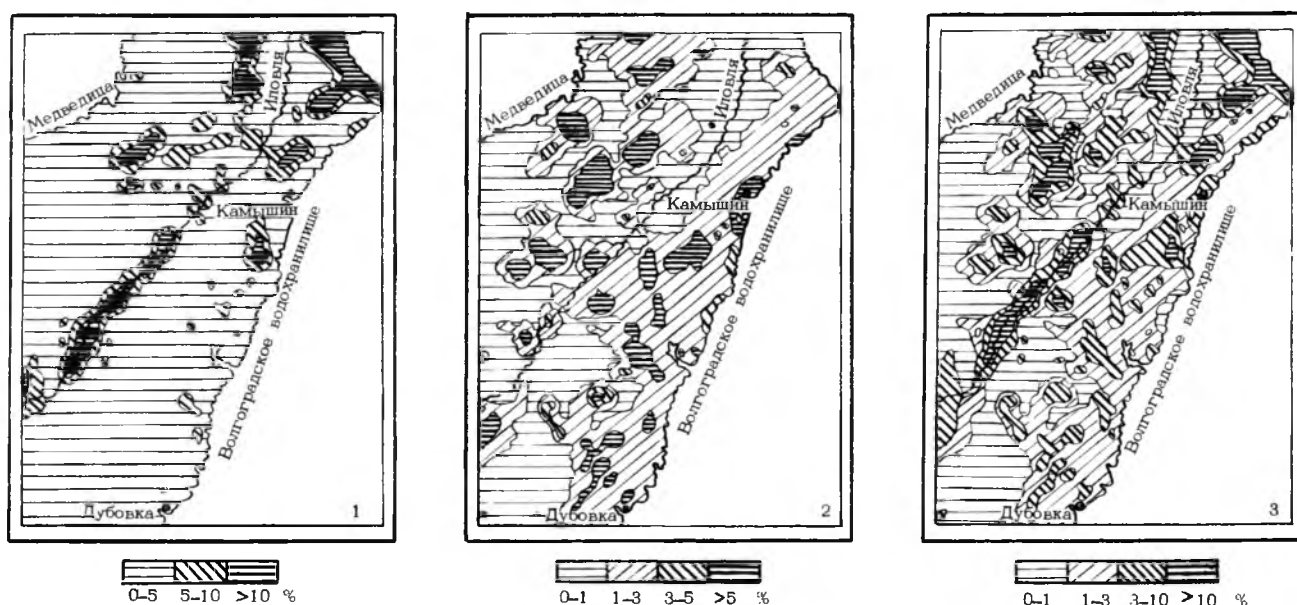 Медведица
Иловля
Камышин
Волгоградское водохранилище
Дубовка
1
0–5 5–10 >10 %
Медведица
Иловля
Камышин
Волгоградское водохранилище
Дубовка
2
0–1 1–3 3–5 >5 %
Медведица
Иловля
Камышин
Волгоградское водохранилище
Дубовка
3
0–1 1–3 3–10 >10 %